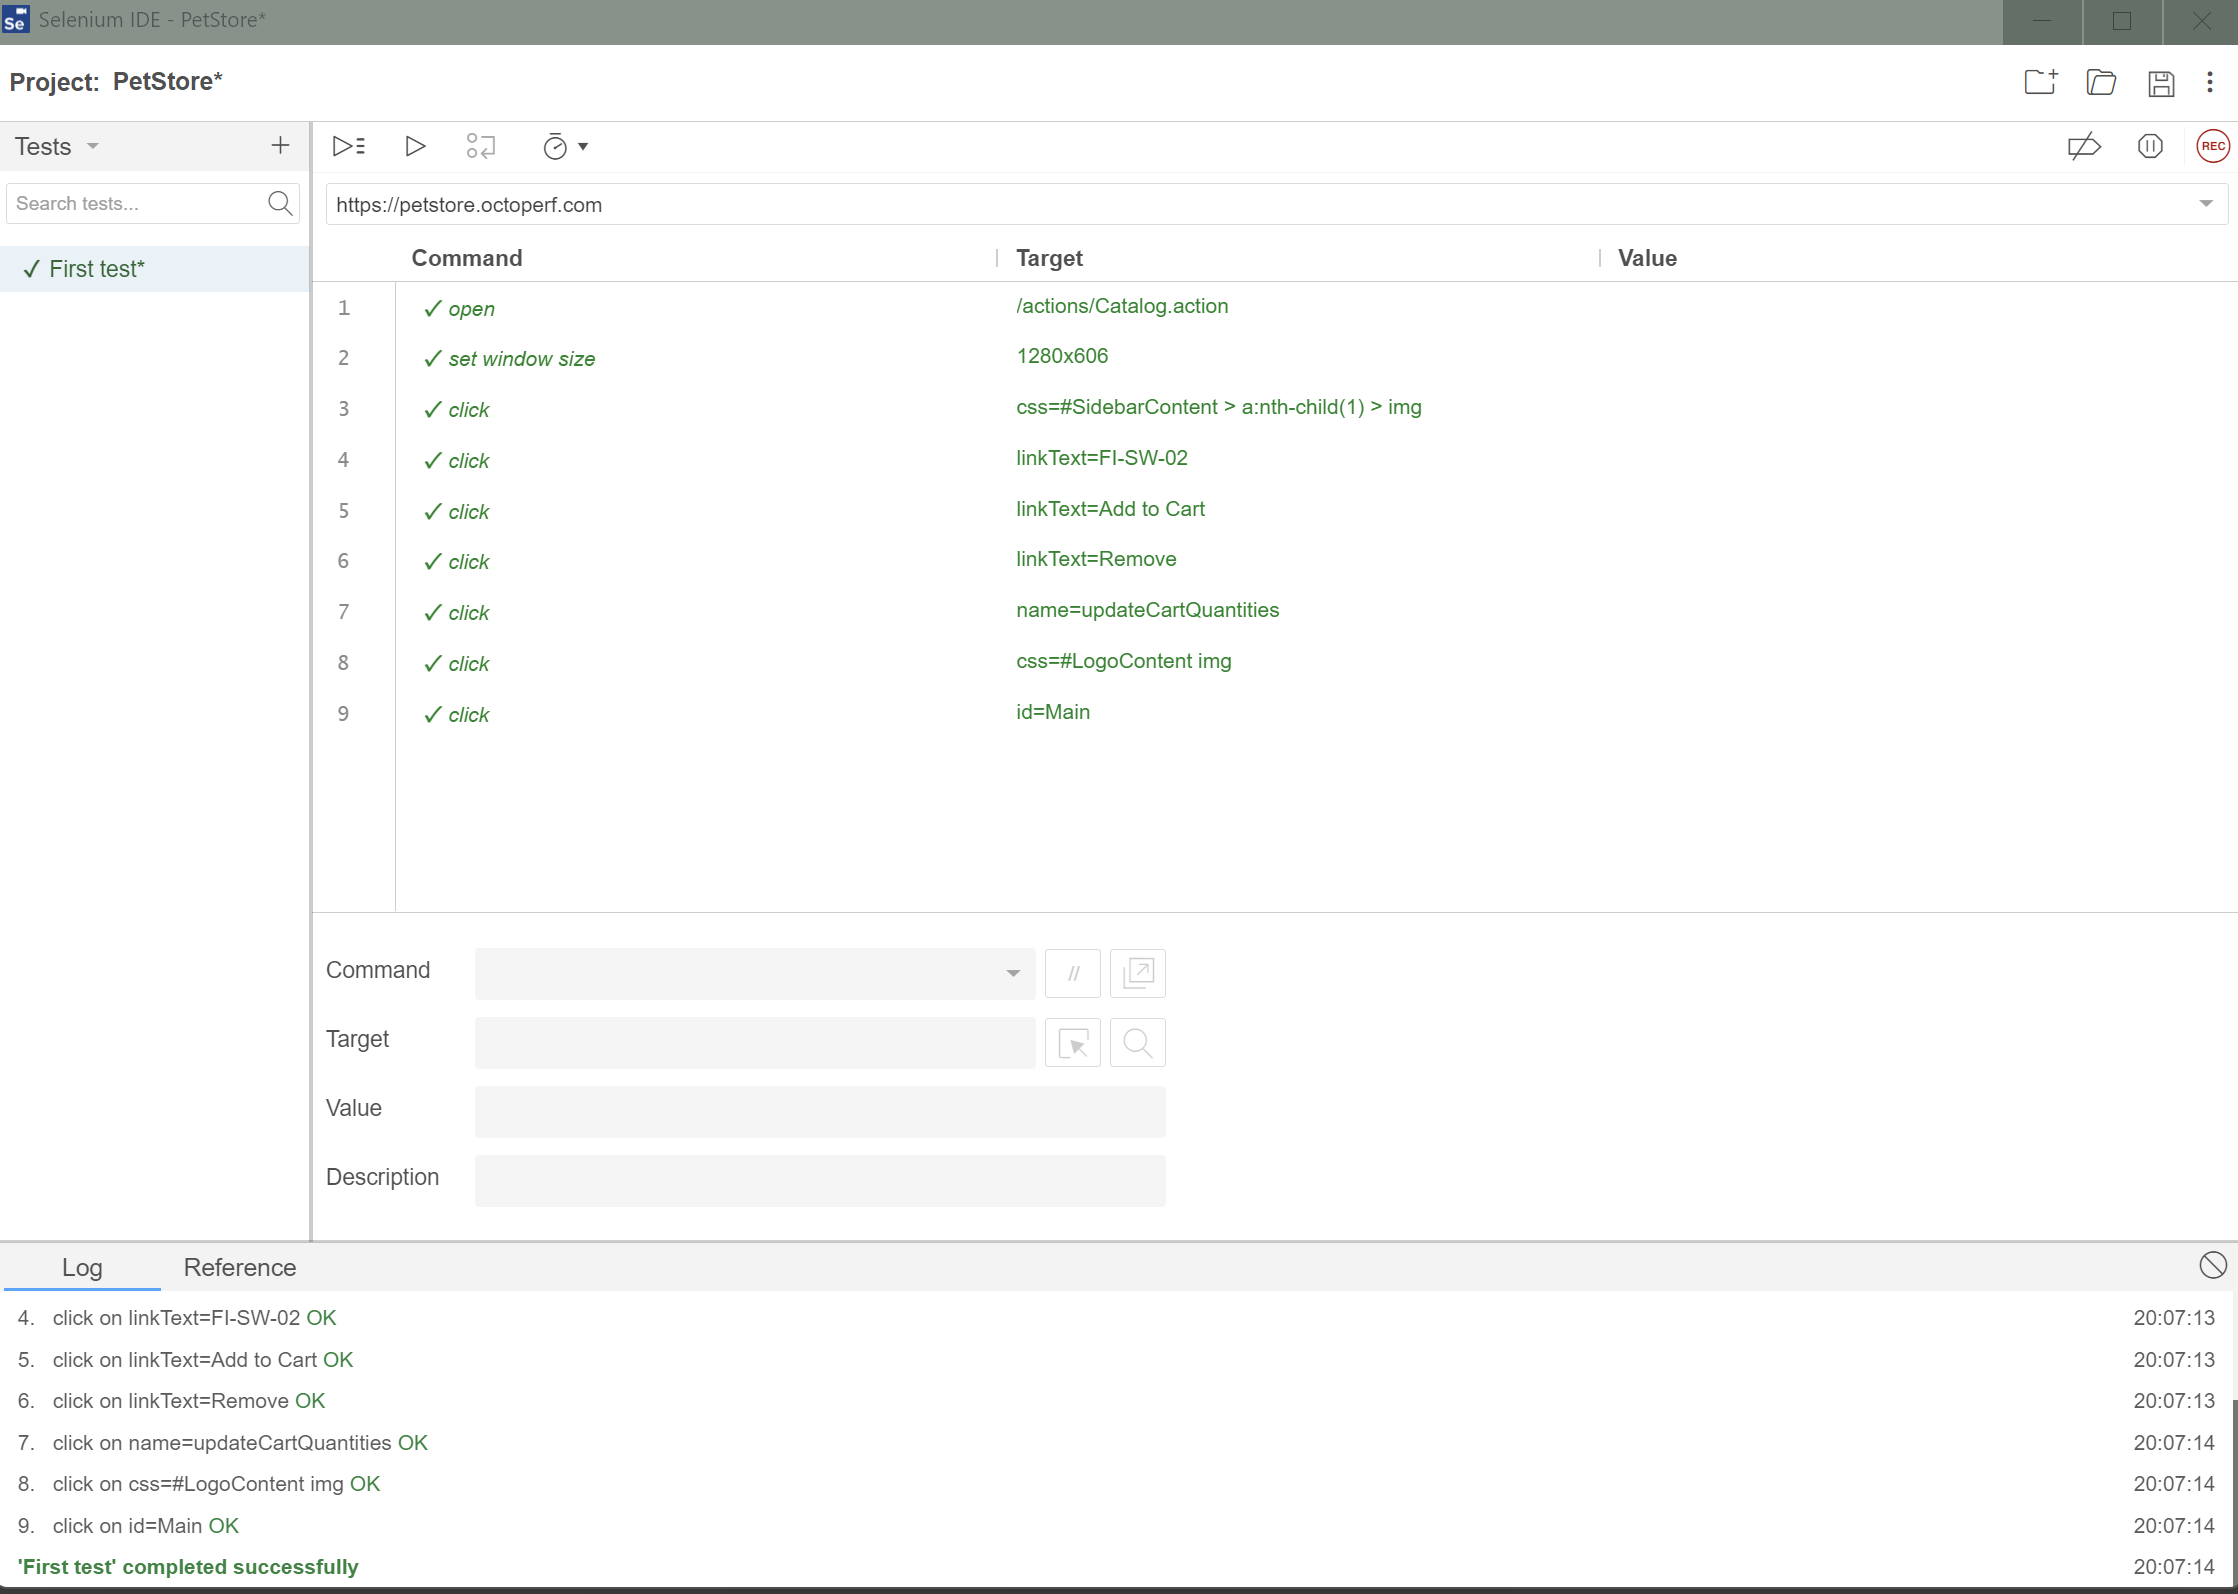 Se Selenium IDE - PetStore*
Project: PetStore*
Tests
REC
Search tests...
https://petstore.octoperf.com
Command Target Value
✓ First test*
1 ✓ open /actions/Catalog.action
2 ✓ set window size 1280x606
3 ✓ click css=#SidebarContent > a:nth-child(1) > img
4 ✓ click linkText=FI-SW-02
5 ✓ click linkText=Add to Cart
6 ✓ click linkText=Remove
7 ✓ click name=updateCartQuantities
8 ✓ click css=#LogoContent img
9 ✓ click id=Main
Command //
Target
Value
Description
Log Reference
4. click on linkText=FI-SW-02 OK 20:07:13
5. click on linkText=Add to Cart OK 20:07:13
6. click on linkText=Remove OK 20:07:13
7. click on name=updateCartQuantities OK 20:07:14
8. click on css=#LogoContent img OK 20:07:14
9. click on id=Main OK 20:07:14
'First test' completed successfully 20:07:14